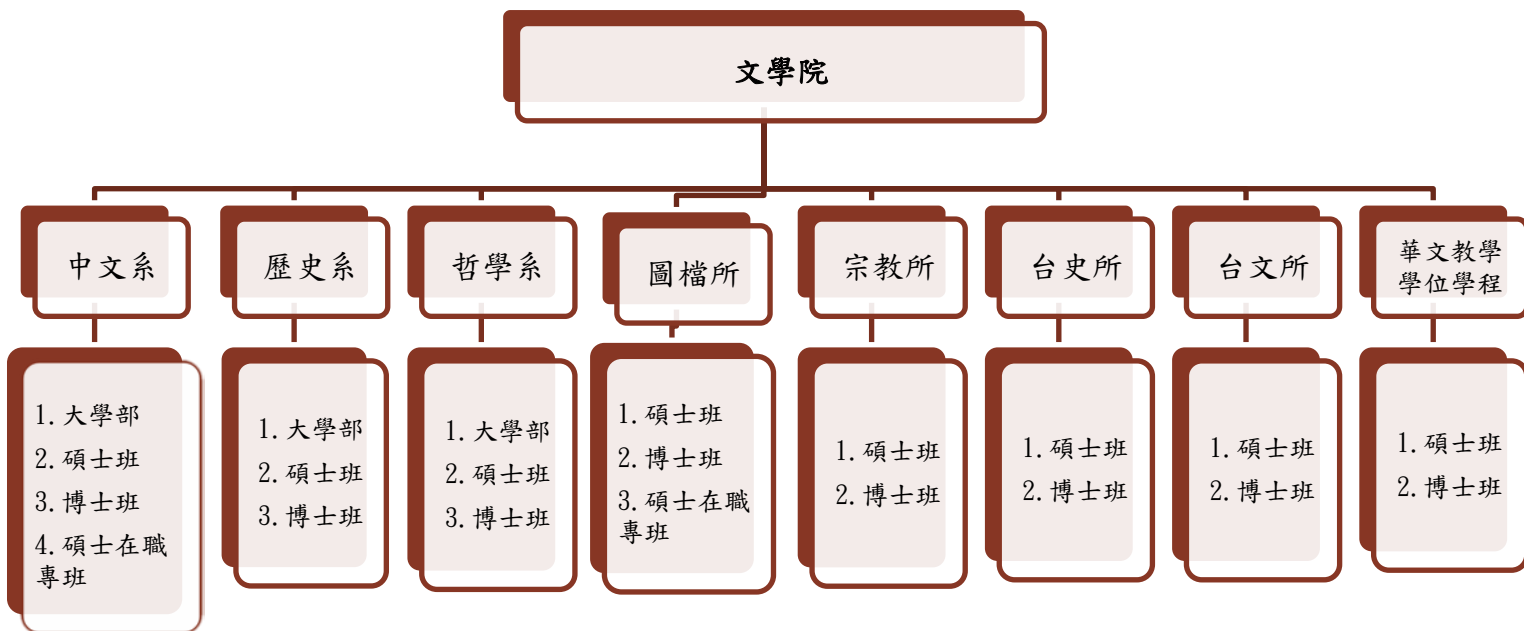 文學院
中文系
歷史系
哲學系
圖檔所
宗教所
台史所
台文所
華文教學
學位學程
1. 大學部
2. 碩士班
3. 博士班
4. 碩士在職
專班
1. 大學部
2. 碩士班
3. 博士班
1. 大學部
2. 碩士班
3. 博士班
1. 碩士班
2. 博士班
3. 碩士在職
專班
1. 碩士班
2. 博士班
1. 碩士班
2. 博士班
1. 碩士班
2. 博士班
1. 碩士班
2. 博士班